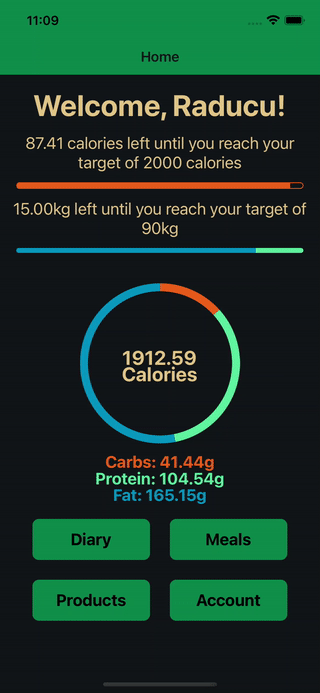 11:09
Home
Welcome, Raducu!
87.41 calories left until you reach your
target of 2000 calories
15.00kg left until you reach your target of
90kg
1912.59
Calories
Carbs: 41.44g
Protein: 104.54g
Fat: 165.15g
Diary
Meals
Products
Account